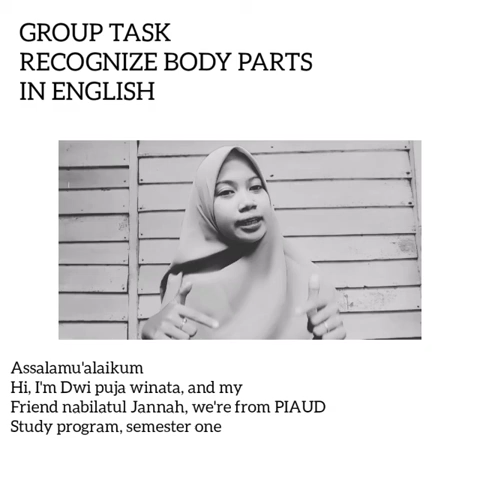 GROUP TASK
RECOGNIZE BODY PARTS
IN ENGLISH
Assalamu'alaikum
Hi, I'm Dwi puja winata, and my
Friend nabilatul Jannah, we're from PIAUD
Study program, semester one